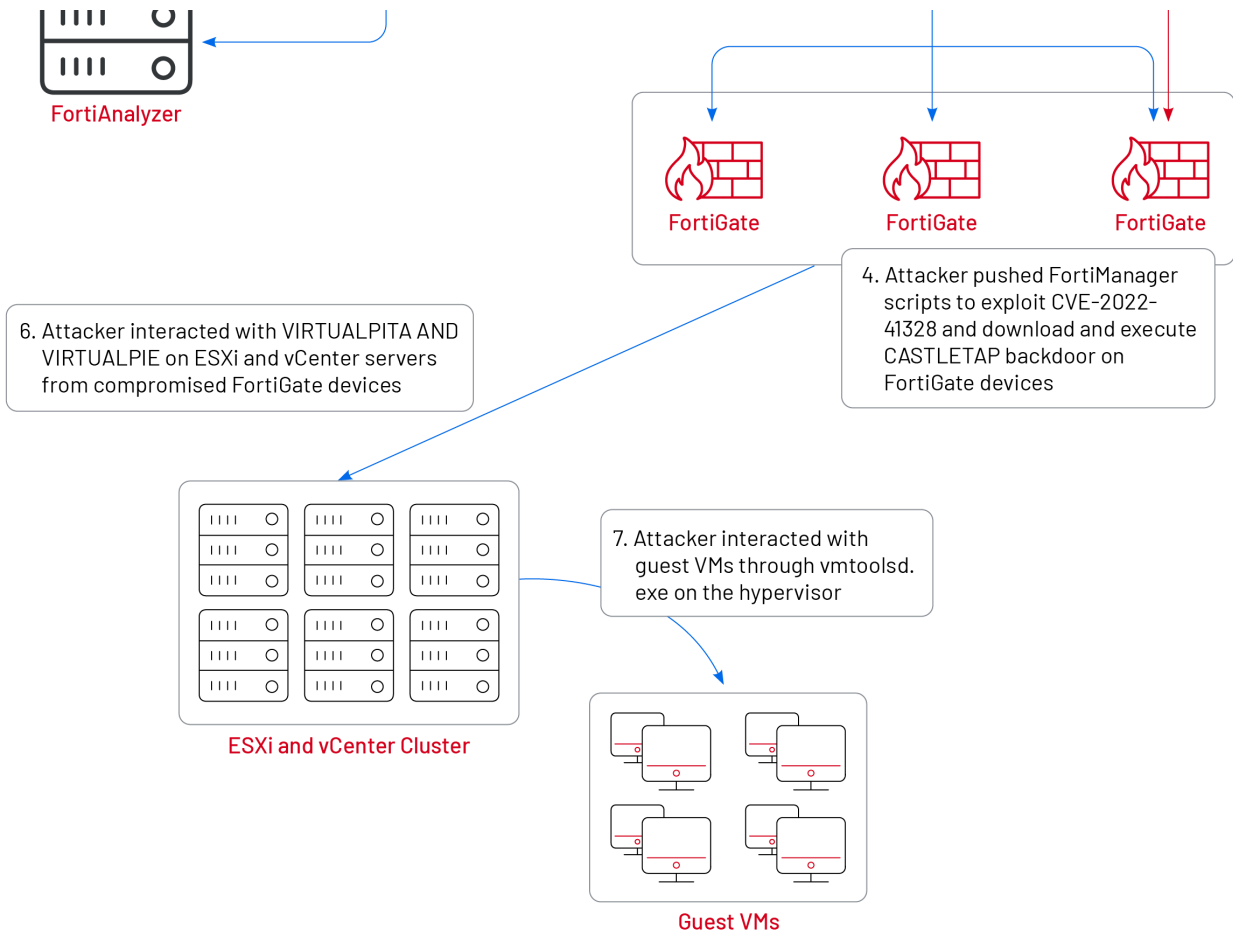 FortiAnalyzer
FortiGate
FortiGate
FortiGate
4. Attacker pushed FortiManager
scripts to exploit CVE-2022-
41328 and download and execute
CASTLETAP backdoor on
FortiGate devices
6. Attacker interacted with VIRTUALPITA AND
VIRTUALPIE on ESXi and vCenter servers
from compromised FortiGate devices
7. Attacker interacted with
guest VMs through vmtoolsd.
exe on the hypervisor
ESXi and vCenter Cluster
Guest VMs